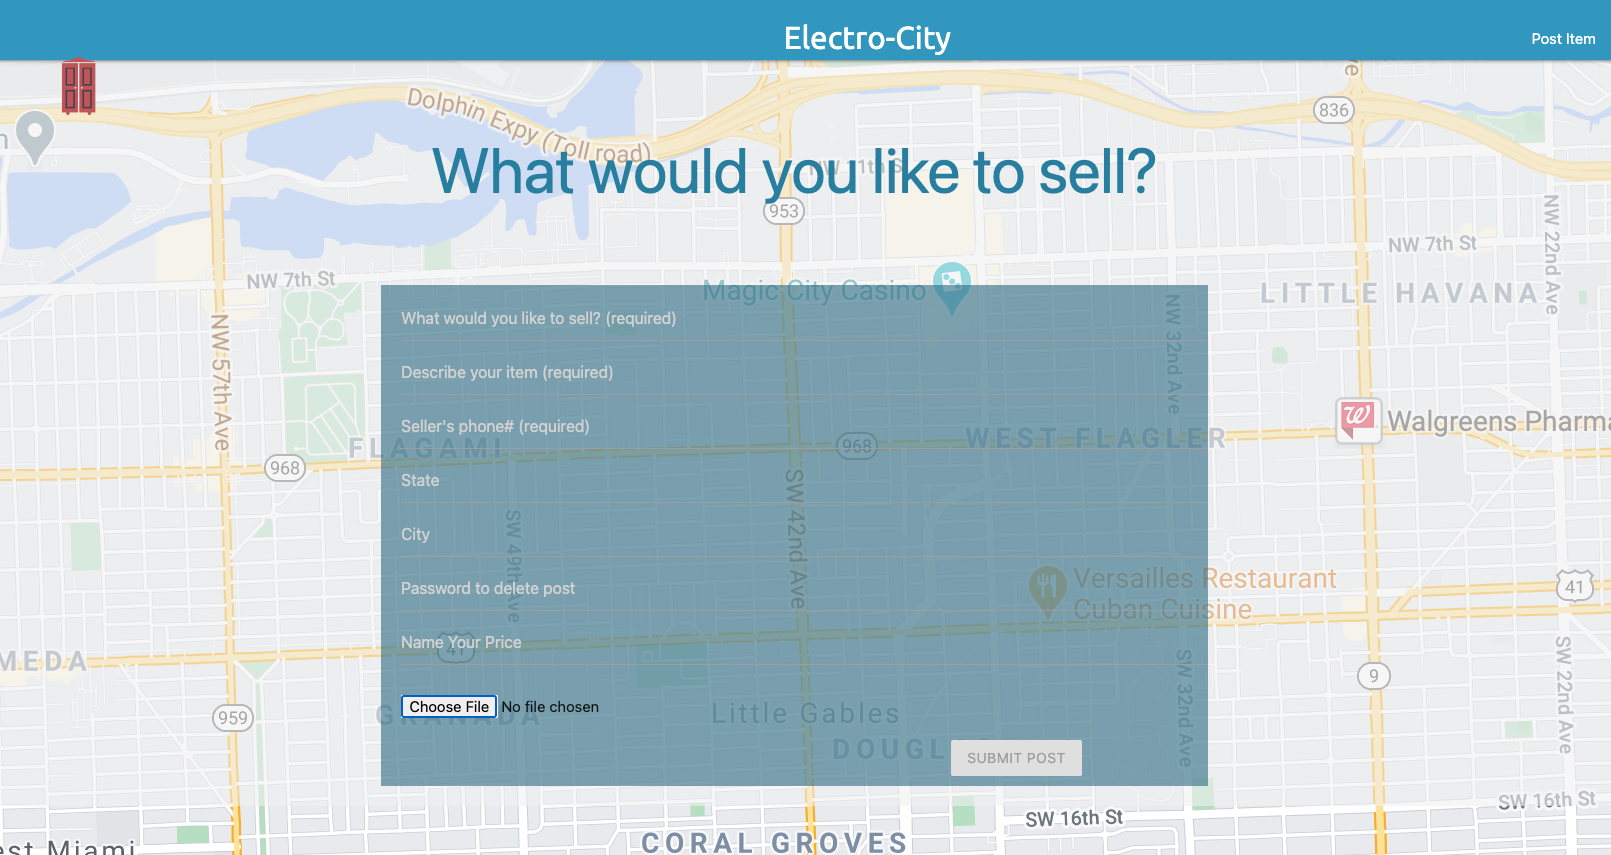 Electro-City
Post Item
Dolphin Expy (Toll road)
836
What would you like to sell?
NW 11th S
953
NW 7th St
NW 22nd Ave
NW 7th St
Magic City Casino
LITTLE HAVANA
NW 57th Ave
What would you like to sell? (required)
NW 32nd Ave
Describe your item (required)
Seller's phone# (required)
Walgreens Pharma
FLAGAMI
968
WEST FLAGLER
968
State
SW 42nd Ave
SW 49th Ave
City
Versailles Restaurant
Cuban Cuisine
41
Password to delete post
Name Your Price
41
MEDA
SW 32nd Ave
SW 22nd Ave
9
Choose File No file chosen
959
GRANADA
Little Gables
DOUGL
SUBMIT POST
SW 16th St
SW 16th St
CORAL GROVES
est Miami